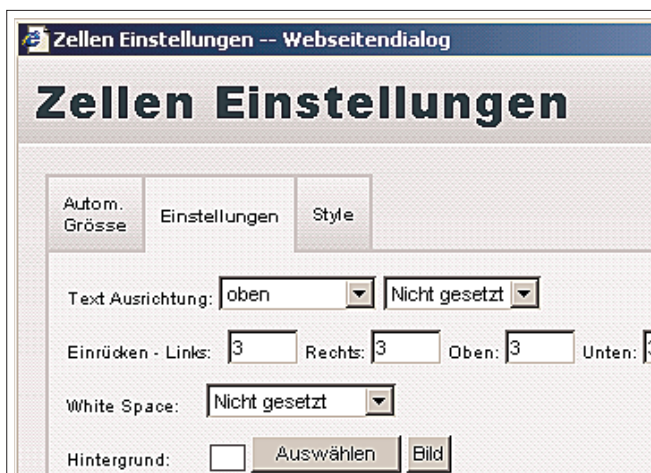 Zellen Einstellungen -- Webseitendialog
Zellen Einstellungen
Autom.
Grösse
Einstellungen
Style
Text Ausrichtung: oben Nicht gesetzt
Einrücken - Links: 3 Rechts: 3 Oben: 3 Unten:
White Space: Nicht gesetzt
Hintergrund: Auswählen Bild